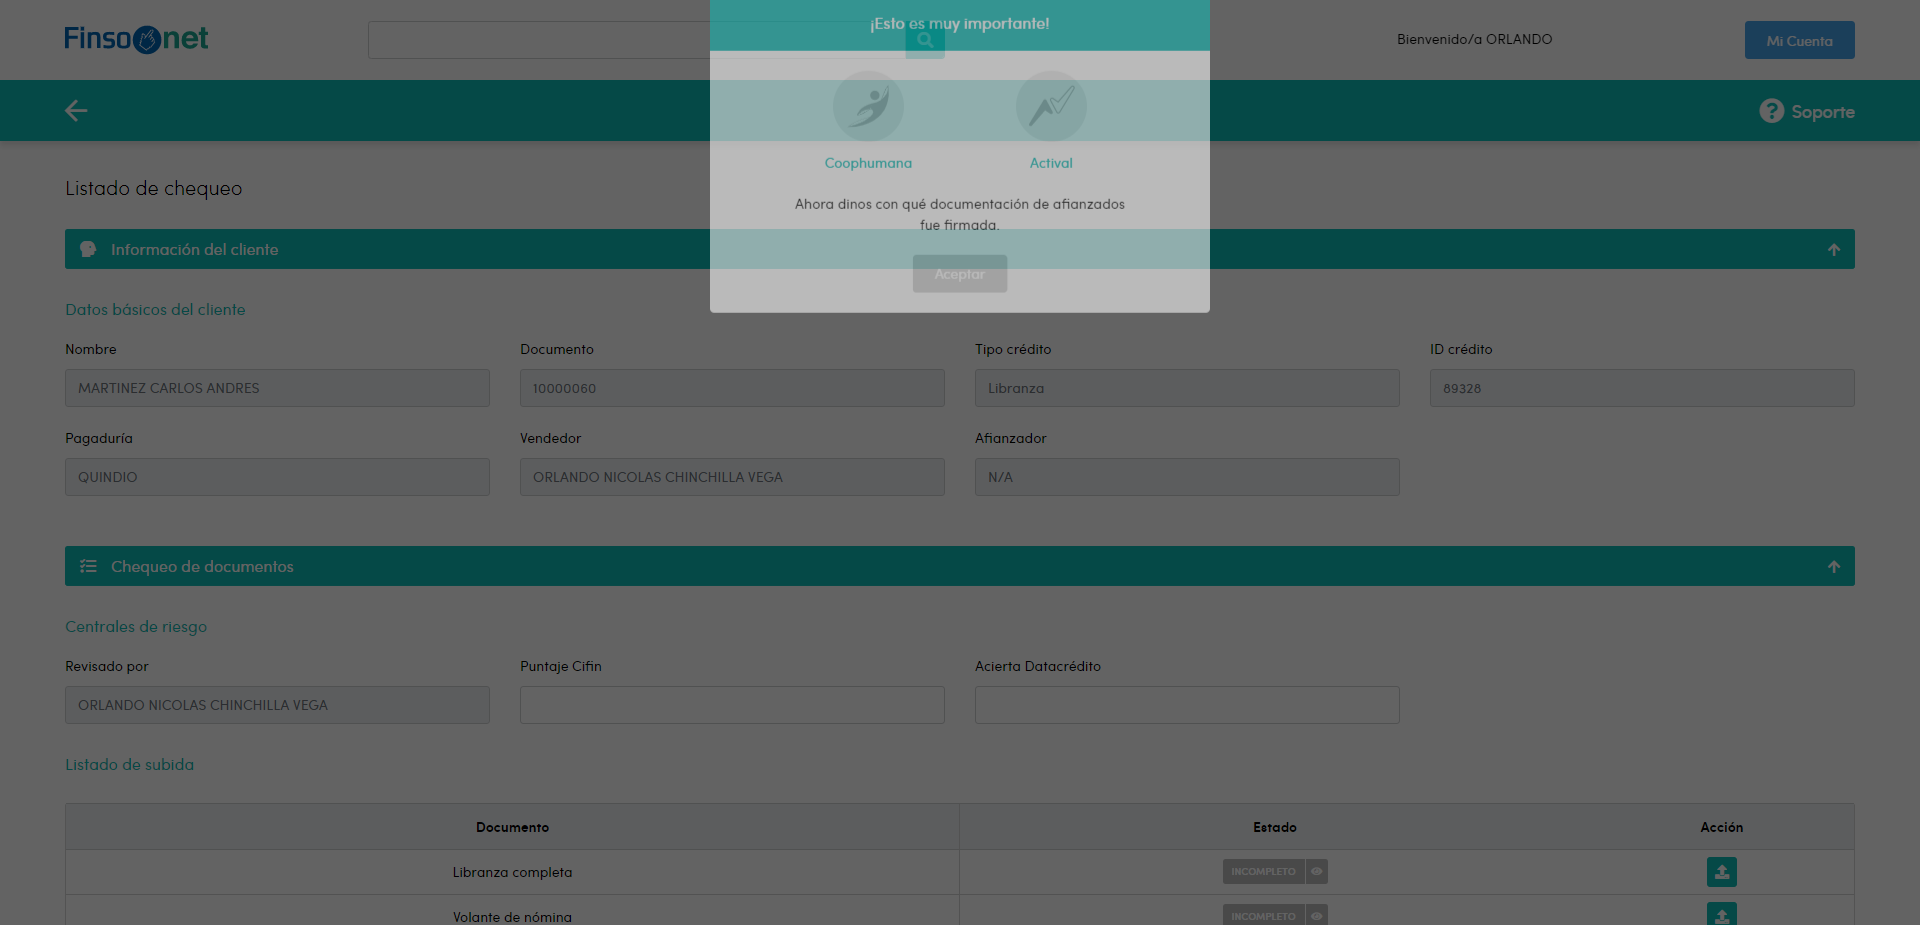 Finsonet
Bienvenido/a ORLANDO
Mi Cuenta
¡Esto es muy importante!
Coophumana
Actival
Ahora dinos con qué documentación de afianzados
fue firmada.
Aceptar
Soporte
Listado de chequeo
Información del cliente
Datos básicos del cliente
Nombre
Documento
Tipo crédito
ID crédito
MARTINEZ CARLOS ANDRES
10000060
Libranza
89328
Pagaduría
Vendedor
Afianzador
QUINDIO
ORLANDO NICOLAS CHINCHILLA VEGA
N/A
Chequeo de documentos
Centrales de riesgo
Revisado por
Puntaje Cifin
Acierta Datacrédito
ORLANDO NICOLAS CHINCHILLA VEGA
Listado de subida
Documento
Estado
Acción
Libranza completa
INCOMPLETO
Volante de nómina
INCOMPLETO